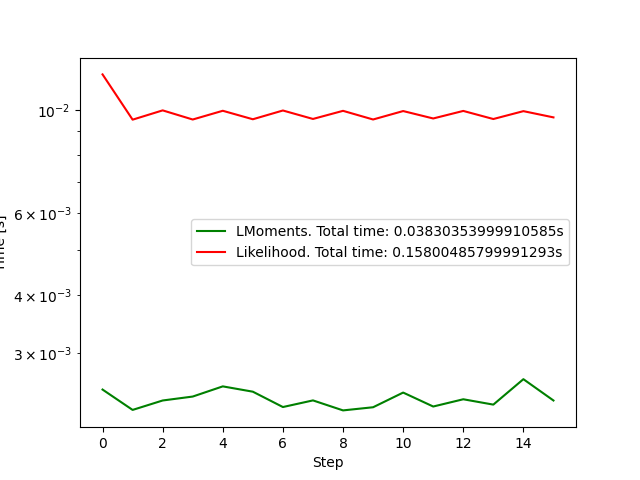 10⁻²
6 × 10⁻³
4 × 10⁻³
3 × 10⁻³
LMoments. Total time: 0.03830353999910585s
Likelihood. Total time: 0.15800485799991293s
0 2 4 6 8 10 12 14
Step